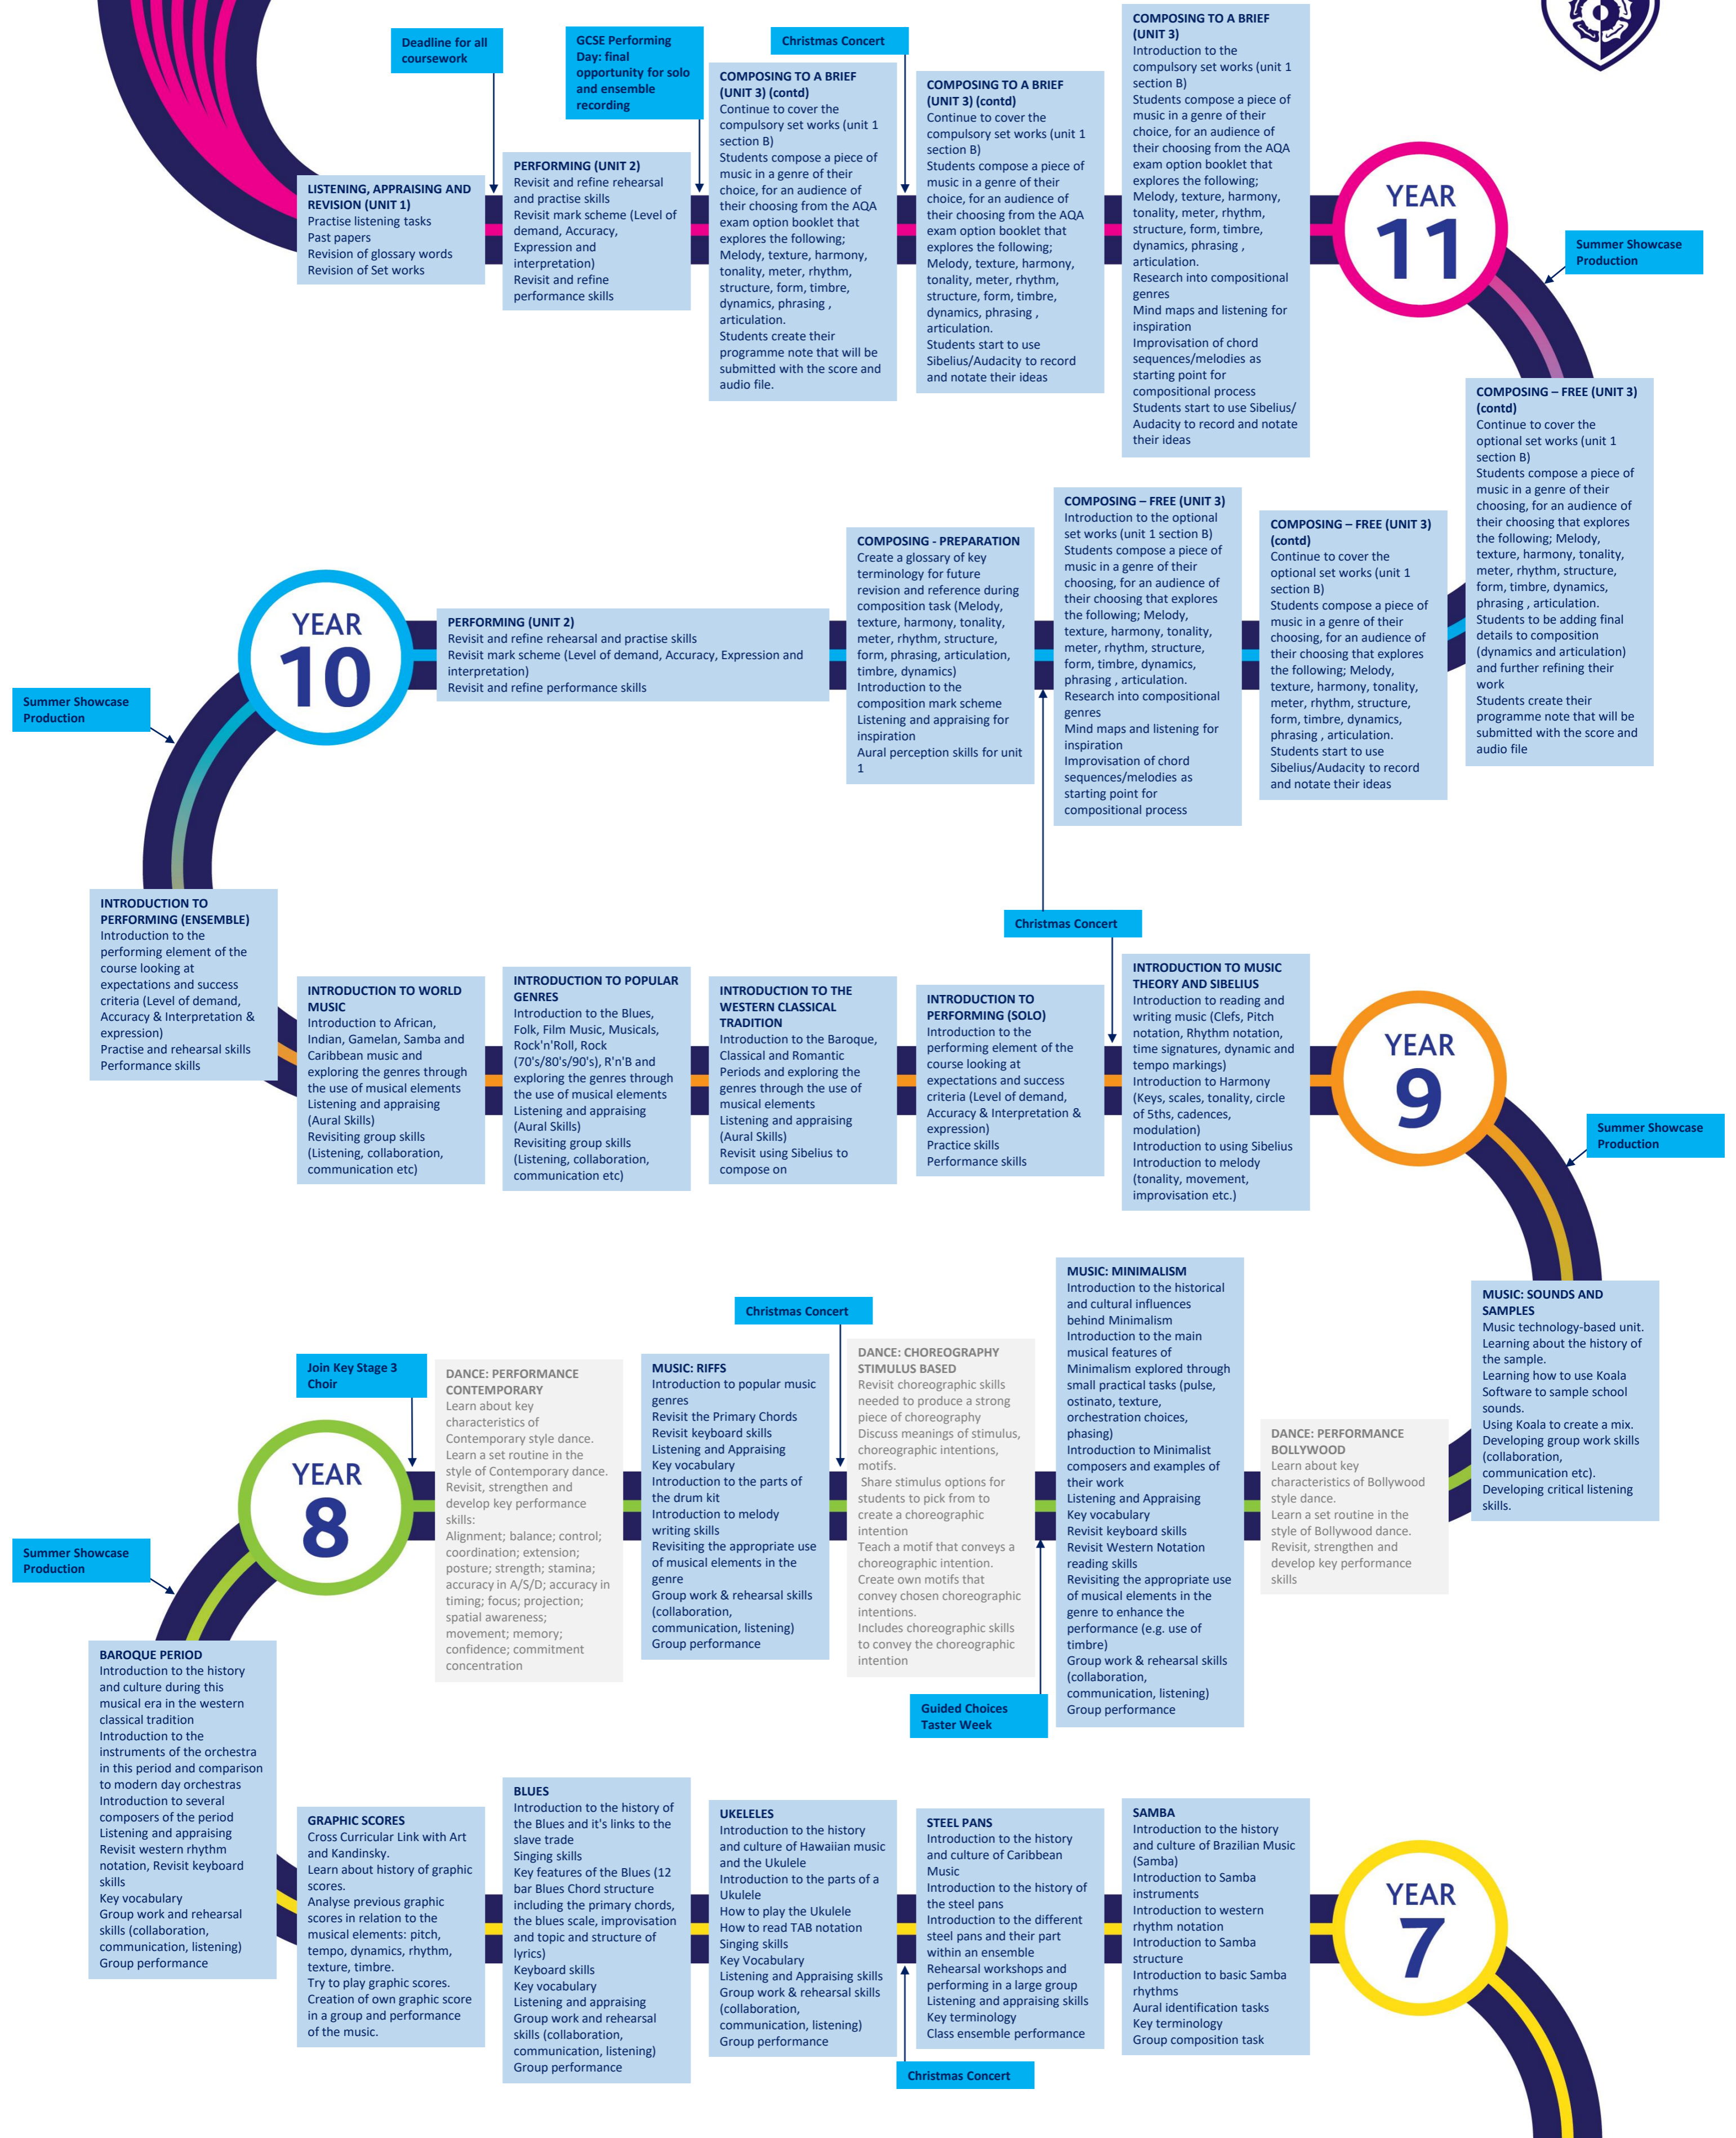 Deadline for all
coursework
GCSE Performing
Day: final
opportunity for solo
and ensemble
recording
Christmas Concert
LISTENING, APPRAISING AND
REVISION (UNIT 1)
Practise listening tasks
Past papers
Revision of glossary words
Revision of Set works
PERFORMING (UNIT 2)
Revisit and refine rehearsal
and practise skills
Revisit mark scheme (Level of
demand, Accuracy,
Expression and
interpretation)
Revisit and refine
performance skills
COMPOSING TO A BRIEF
(UNIT 3) (contd)
Continue to cover the
compulsory set works (unit 1
section B)
Students compose a piece of
music in a genre of their
choice, for an audience of
their choosing from the AQA
exam option booklet that
explores the following;
Melody, texture, harmony,
tonality, meter, rhythm,
structure, form, timbre,
dynamics, phrasing ,
articulation.
Students create their
programme note that will be
submitted with the score and
audio file.
COMPOSING TO A BRIEF
(UNIT 3) (contd)
Continue to cover the
compulsory set works (unit 1
section B)
Students compose a piece of
music in a genre of their
choice, for an audience of
their choosing from the AQA
exam option booklet that
explores the following;
Melody, texture, harmony,
tonality, meter, rhythm,
structure, form, timbre,
dynamics, phrasing ,
articulation.
Students start to use
Sibelius/Audacity to record
and notate their ideas
COMPOSING TO A BRIEF
(UNIT 3)
Introduction to the
compulsory set works (unit 1
section B)
Students compose a piece of
music in a genre of their
choice, for an audience of
their choosing from the AQA
exam option booklet that
explores the following;
Melody, texture, harmony,
tonality, meter, rhythm,
structure, form, timbre,
dynamics, phrasing ,
articulation.
Research into compositional
genres
Mind maps and listening for
inspiration
Improvisation of chord
sequences/melodies as
starting point for
compositional process
Students start to use Sibelius/
Audacity to record and notate
their ideas
YEAR
11
Summer Showcase
Production
COMPOSING – FREE (UNIT 3)
(contd)
Continue to cover the
optional set works (unit 1
section B)
Students compose a piece of
music in a genre of their
choosing, for an audience of
their choosing that explores
the following; Melody,
texture, harmony, tonality,
meter, rhythm, structure,
form, timbre, dynamics,
phrasing , articulation.
Students to be adding final
details to composition
(dynamics and articulation)
and further refining their
work
Students create their
programme note that will be
submitted with the score and
audio file
YEAR
10
PERFORMING (UNIT 2)
Revisit and refine rehearsal and practise skills
Revisit mark scheme (Level of demand, Accuracy, Expression and
interpretation)
Revisit and refine performance skills
COMPOSING - PREPARATION
Create a glossary of key
terminology for future
revision and reference during
composition task (Melody,
texture, harmony, tonality,
meter, rhythm, structure,
form, phrasing, articulation,
timbre, dynamics)
Introduction to the
composition mark scheme
Listening and appraising for
inspiration
Aural perception skills for unit
1
COMPOSING – FREE (UNIT 3)
Introduction to the optional
set works (unit 1 section B)
Students compose a piece of
music in a genre of their
choosing, for an audience of
their choosing that explores
the following; Melody,
texture, harmony, tonality,
meter, rhythm, structure,
form, timbre, dynamics,
phrasing , articulation.
Research into compositional
genres
Mind maps and listening for
inspiration
Improvisation of chord
sequences/melodies as
starting point for
compositional process
COMPOSING – FREE (UNIT 3)
(contd)
Continue to cover the
optional set works (unit 1
section B)
Students compose a piece of
music in a genre of their
choosing, for an audience of
their choosing that explores
the following; Melody,
texture, harmony, tonality,
meter, rhythm, structure,
form, timbre, dynamics,
phrasing , articulation.
Students start to use
Sibelius/Audacity to record
and notate their ideas
Summer Showcase
Production
Christmas Concert
INTRODUCTION TO
PERFORMING (ENSEMBLE)
Introduction to the
performing element of the
course looking at
expectations and success
criteria (Level of demand,
Accuracy & Interpretation &
expression)
Practise and rehearsal skills
Performance skills
INTRODUCTION TO WORLD
MUSIC
Introduction to African,
Indian, Gamelan, Samba and
Caribbean music and
exploring the genres through
the use of musical elements
Listening and appraising
(Aural Skills)
Revisiting group skills
(Listening, collaboration,
communication etc)
INTRODUCTION TO POPULAR
GENRES
Introduction to the Blues,
Folk, Film Music, Musicals,
Rock'n'Roll, Rock
(70's/80's/90's), R'n'B and
exploring the genres through
the use of musical elements
Listening and appraising
(Aural Skills)
Revisiting group skills
(Listening, collaboration,
communication etc)
INTRODUCTION TO THE
WESTERN CLASSICAL
TRADITION
Introduction to the Baroque,
Classical and Romantic
Periods and exploring the
genres through the use of
musical elements
Listening and appraising
(Aural Skills)
Revisit using Sibelius to
compose on
INTRODUCTION TO
PERFORMING (SOLO)
Introduction to the
performing element of the
course looking at
expectations and success
criteria (Level of demand,
Accuracy & Interpretation &
expression)
Practice skills
Performance skills
INTRODUCTION TO MUSIC
THEORY AND SIBELIUS
Introduction to reading and
writing music (Clefs, Pitch
notation, Rhythm notation,
time signatures, dynamic and
tempo markings)
Introduction to Harmony
(Keys, scales, tonality, circle
of 5ths, cadences,
modulation)
Introduction to using Sibelius
Introduction to melody
(tonality, movement,
improvisation etc.)
YEAR
9
Summer Showcase
Production
MUSIC: SOUNDS AND
SAMPLES
Music technology-based unit.
Learning about the history of
the sample.
Learning how to use Koala
Software to sample school
sounds.
Using Koala to create a mix.
Developing group work skills
(collaboration,
communication etc).
Developing critical listening
skills.
YEAR
8
Join Key Stage 3
Choir
DANCE: PERFORMANCE
CONTEMPORARY
Learn about key
characteristics of
Contemporary style dance.
Learn a set routine in the
style of Contemporary dance.
Revisit, strengthen and
develop key performance
skills:
Alignment; balance; control;
coordination; extension;
posture; strength; stamina;
accuracy in A/S/D; accuracy in
timing; focus; projection;
spatial awareness;
movement; memory;
confidence; commitment
concentration
MUSIC: RIFFS
Introduction to popular music
genres
Revisit the Primary Chords
Revisit keyboard skills
Listening and Appraising
Key vocabulary
Introduction to the parts of
the drum kit
Introduction to melody
writing skills
Revisiting the appropriate use
of musical elements in the
genre
Group work & rehearsal skills
(collaboration,
communication, listening)
Group performance
Christmas Concert
DANCE: CHOREOGRAPHY
STIMULUS BASED
Revisit choreographic skills
needed to produce a strong
piece of choreography
Discuss meanings of stimulus,
choreographic intentions,
motifs.
Share stimulus options for
students to pick from to
create a choreographic
intention
Teach a motif that conveys a
choreographic intention.
Create own motifs that
convey chosen choreographic
intentions.
Includes choreographic skills
to convey the choreographic
intention
Guided Choices
Taster Week
MUSIC: MINIMALISM
Introduction to the historical
and cultural influences
behind Minimalism
Introduction to the main
musical features of
Minimalism explored through
small practical tasks (pulse,
ostinato, texture,
orchestration choices,
phasing)
Introduction to Minimalist
composers and examples of
their work
Listening and Appraising
Key vocabulary
Revisit keyboard skills
Revisit Western Notation
reading skills
Revisiting the appropriate use
of musical elements in the
genre to enhance the
performance (e.g. use of
timbre)
Group work & rehearsal skills
(collaboration,
communication, listening)
Group performance
DANCE: PERFORMANCE
BOLLYWOOD
Learn about key
characteristics of Bollywood
style dance.
Learn a set routine in the
style of Bollywood dance.
Revisit, strengthen and
develop key performance
skills
Summer Showcase
Production
BAROQUE PERIOD
Introduction to the history
and culture during this
musical era in the western
classical tradition
Introduction to the
instruments of the orchestra
in this period and comparison
to modern day orchestras
Introduction to several
composers of the period
Listening and appraising
Revisit western rhythm
notation, Revisit keyboard
skills
Key vocabulary
Group work and rehearsal
skills (collaboration,
communication, listening)
Group performance
GRAPHIC SCORES
Cross Curricular Link with Art
and Kandinsky.
Learn about history of graphic
scores.
Analyse previous graphic
scores in relation to the
musical elements: pitch,
tempo, dynamics, rhythm,
texture, timbre.
Try to play graphic scores.
Creation of own graphic score
in a group and performance
of the music.
BLUES
Introduction to the history of
the Blues and it's links to the
slave trade
Singing skills
Key features of the Blues (12
bar Blues Chord structure
including the primary chords,
the blues scale, improvisation
and topic and structure of
lyrics)
Keyboard skills
Key vocabulary
Listening and appraising
Group work and rehearsal
skills (collaboration,
communication, listening)
Group performance
UKELELES
Introduction to the history
and culture of Hawaiian music
and the Ukulele
Introduction to the parts of a
Ukulele
How to play the Ukulele
How to read TAB notation
Singing skills
Key Vocabulary
Listening and Appraising skills
Group work & rehearsal skills
(collaboration,
communication, listening)
Group performance
Christmas Concert
STEEL PANS
Introduction to the history
and culture of Caribbean
Music
Introduction to the history of
the steel pans
Introduction to the different
steel pans and their part
within an ensemble
Rehearsal workshops and
performing in a large group
Listening and appraising skills
Key terminology
Class ensemble performance
SAMBA
Introduction to the history
and culture of Brazilian Music
(Samba)
Introduction to Samba
instruments
Introduction to western
rhythm notation
Introduction to Samba
structure
Introduction to basic Samba
rhythms
Aural identification tasks
Key terminology
Group composition task
YEAR
7